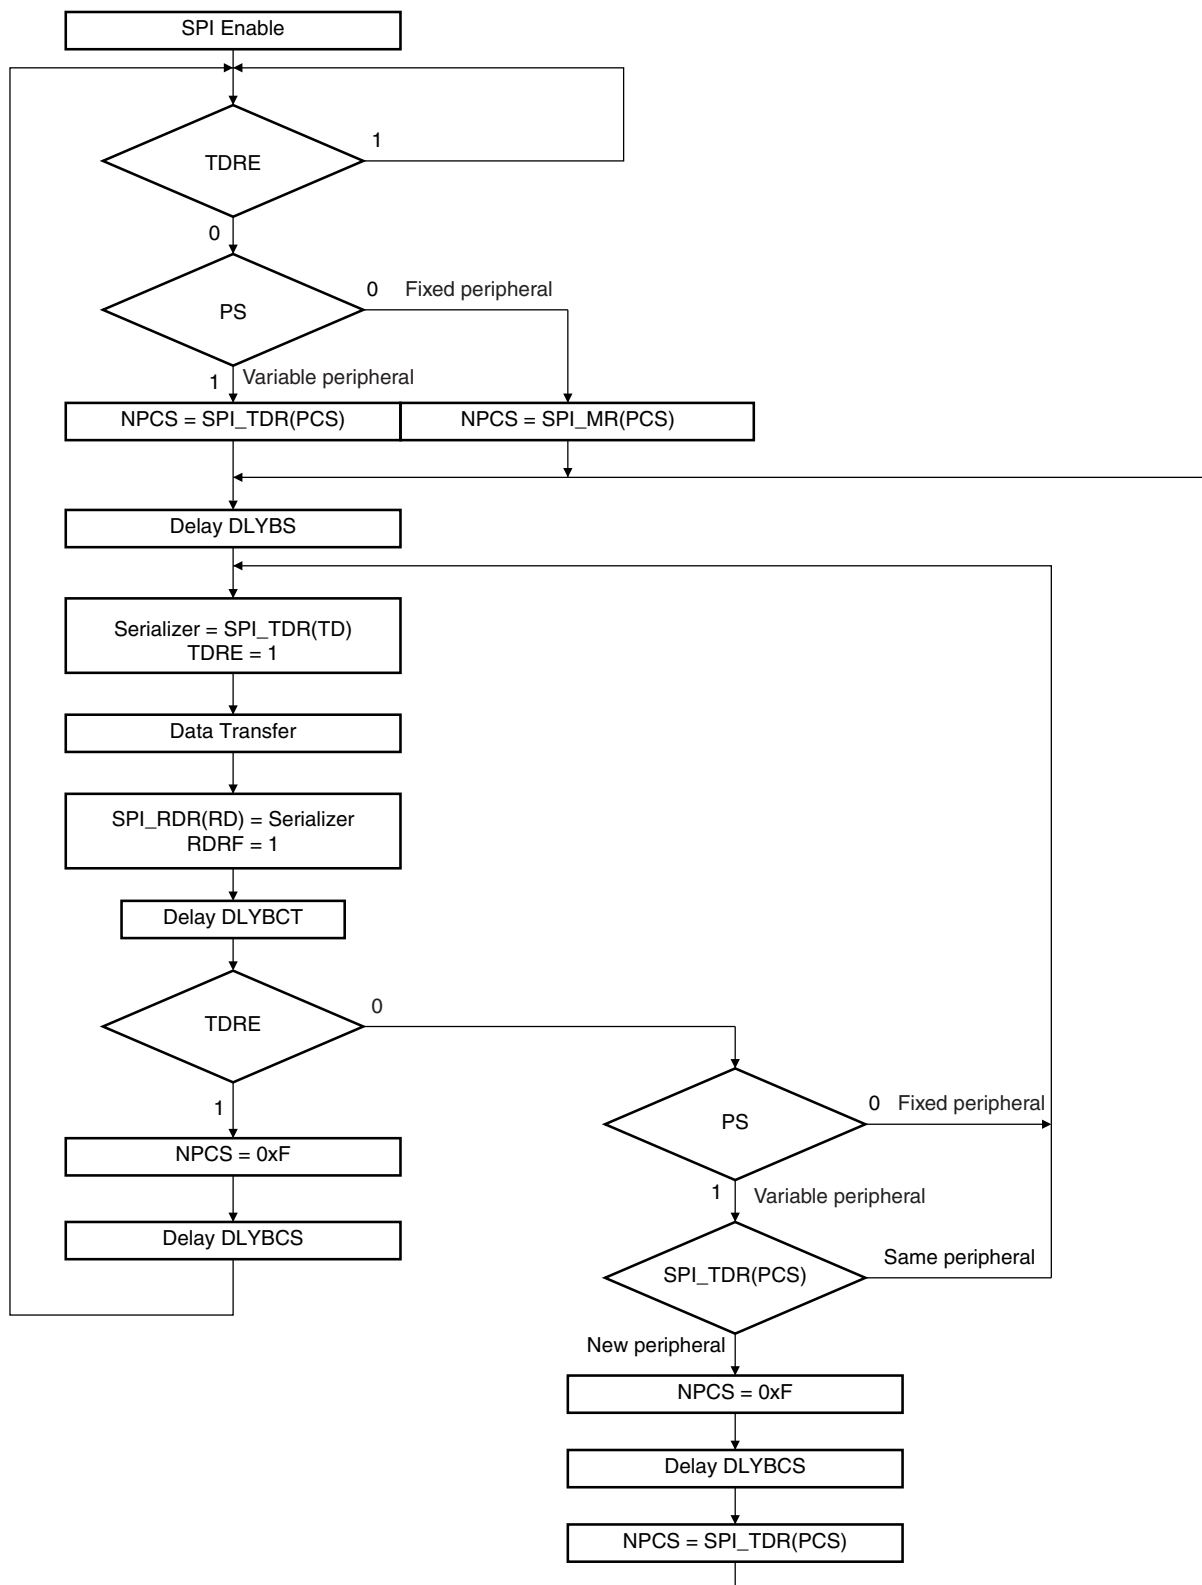 SPI Enable
TDRE
1
0
PS
0 Fixed peripheral
1 Variable peripheral
NPCS = SPI_TDR(PCS)
NPCS = SPI_MR(PCS)
Delay DLYBS
Serializer = SPI_TDR(TD)
TDRE = 1
Data Transfer
SPI_RDR(RD) = Serializer
RDRF = 1
Delay DLYBCT
TDRE
0
1
NPCS = 0xF
Delay DLYBCS
PS
0 Fixed peripheral
1 Variable peripheral
SPI_TDR(PCS)
Same peripheral
New peripheral
NPCS = 0xF
Delay DLYBCS
NPCS = SPI_TDR(PCS)